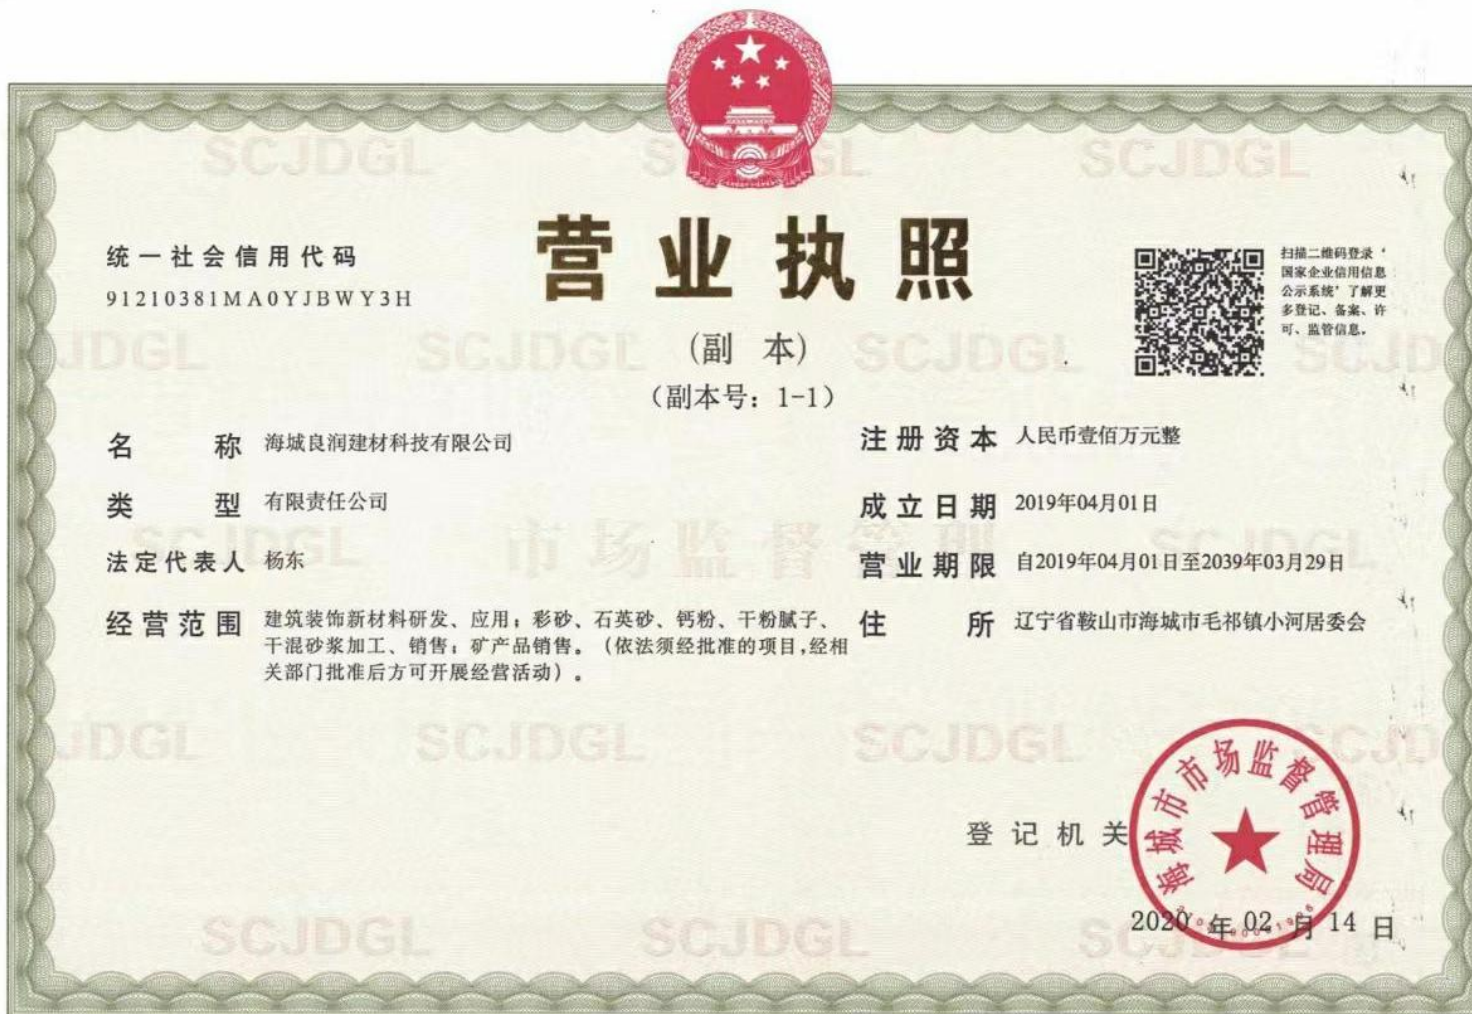 SCJDGL SCJDGL SCJDGL
营业执照
(副 本)
（副本号：1-1）
统一社会信用代码
91210381MA0YJBWY3H
扫描二维码登录‘
国家企业信用信息
公示系统’了解更
多登记、备案、许
可、监管信息。
JDGL SCJDGL SCJDGL SCJD
名 称 海城良润建材科技有限公司
类 型 有限责任公司
法定代表人 杨东
经营范围 建筑装饰新材料研发、应用；彩砂、石英砂、钙粉、干粉腻子、
干混砂浆加工、销售；矿产品销售。（依法须经批准的项目,经相
关部门批准后方可开展经营活动）。
注册资本 人民币壹佰万元整
成立日期 2019年04月01日
营业期限 自2019年04月01日至2039年03月29日
住 所 辽宁省鞍山市海城市毛祁镇小河居委会
SCJDGL 市场监督管理 SCJDGL
JDGL SCJDGL SCJDGL SCJD
登记机关
海城市市场监督管理局
2020 年 02 月 14 日
SCJDGL SCJDGL SCJDGL